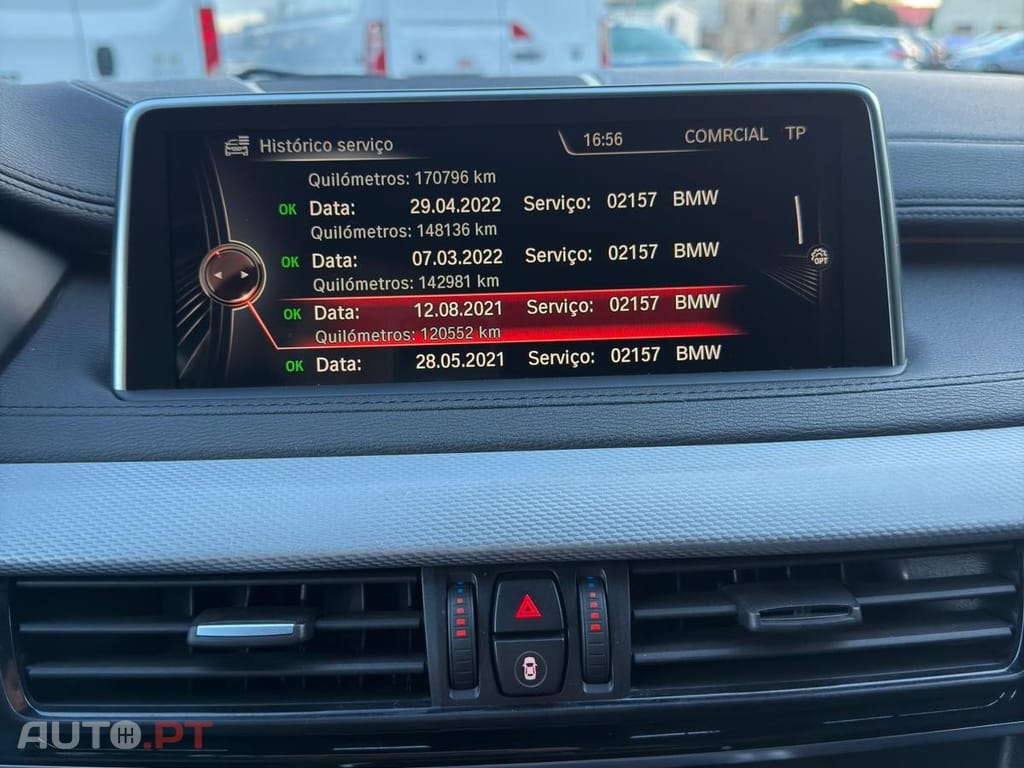 Histórico serviço 16:56 COMRCIAL TP
Quilómetros: 170796 km
OK Data: 29.04.2022 Serviço: 02157 BMW
Quilómetros: 148136 km
OK Data: 07.03.2022 Serviço: 02157 BMW
Quilómetros: 142981 km
OK Data: 12.08.2021 Serviço: 02157 BMW
Quilómetros: 120552 km
OK Data: 28.05.2021 Serviço: 02157 BMW
OPT
AUTO.PT